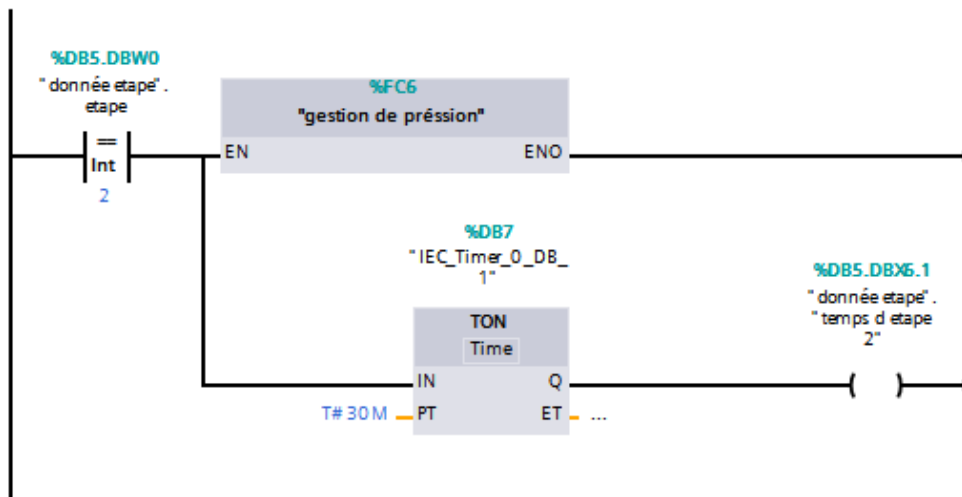 %DB5.DBW0
"donnée etape".
etape
==
Int
2
%FC6
"gestion de préssion"
EN
ENO
%DB7
"IEC_Timer_0_DB_
1"
TON
Time
IN
Q
T#30M
PT
ET
...
%DB5.DBX6.1
"donnée etape".
"temps d etape
2"